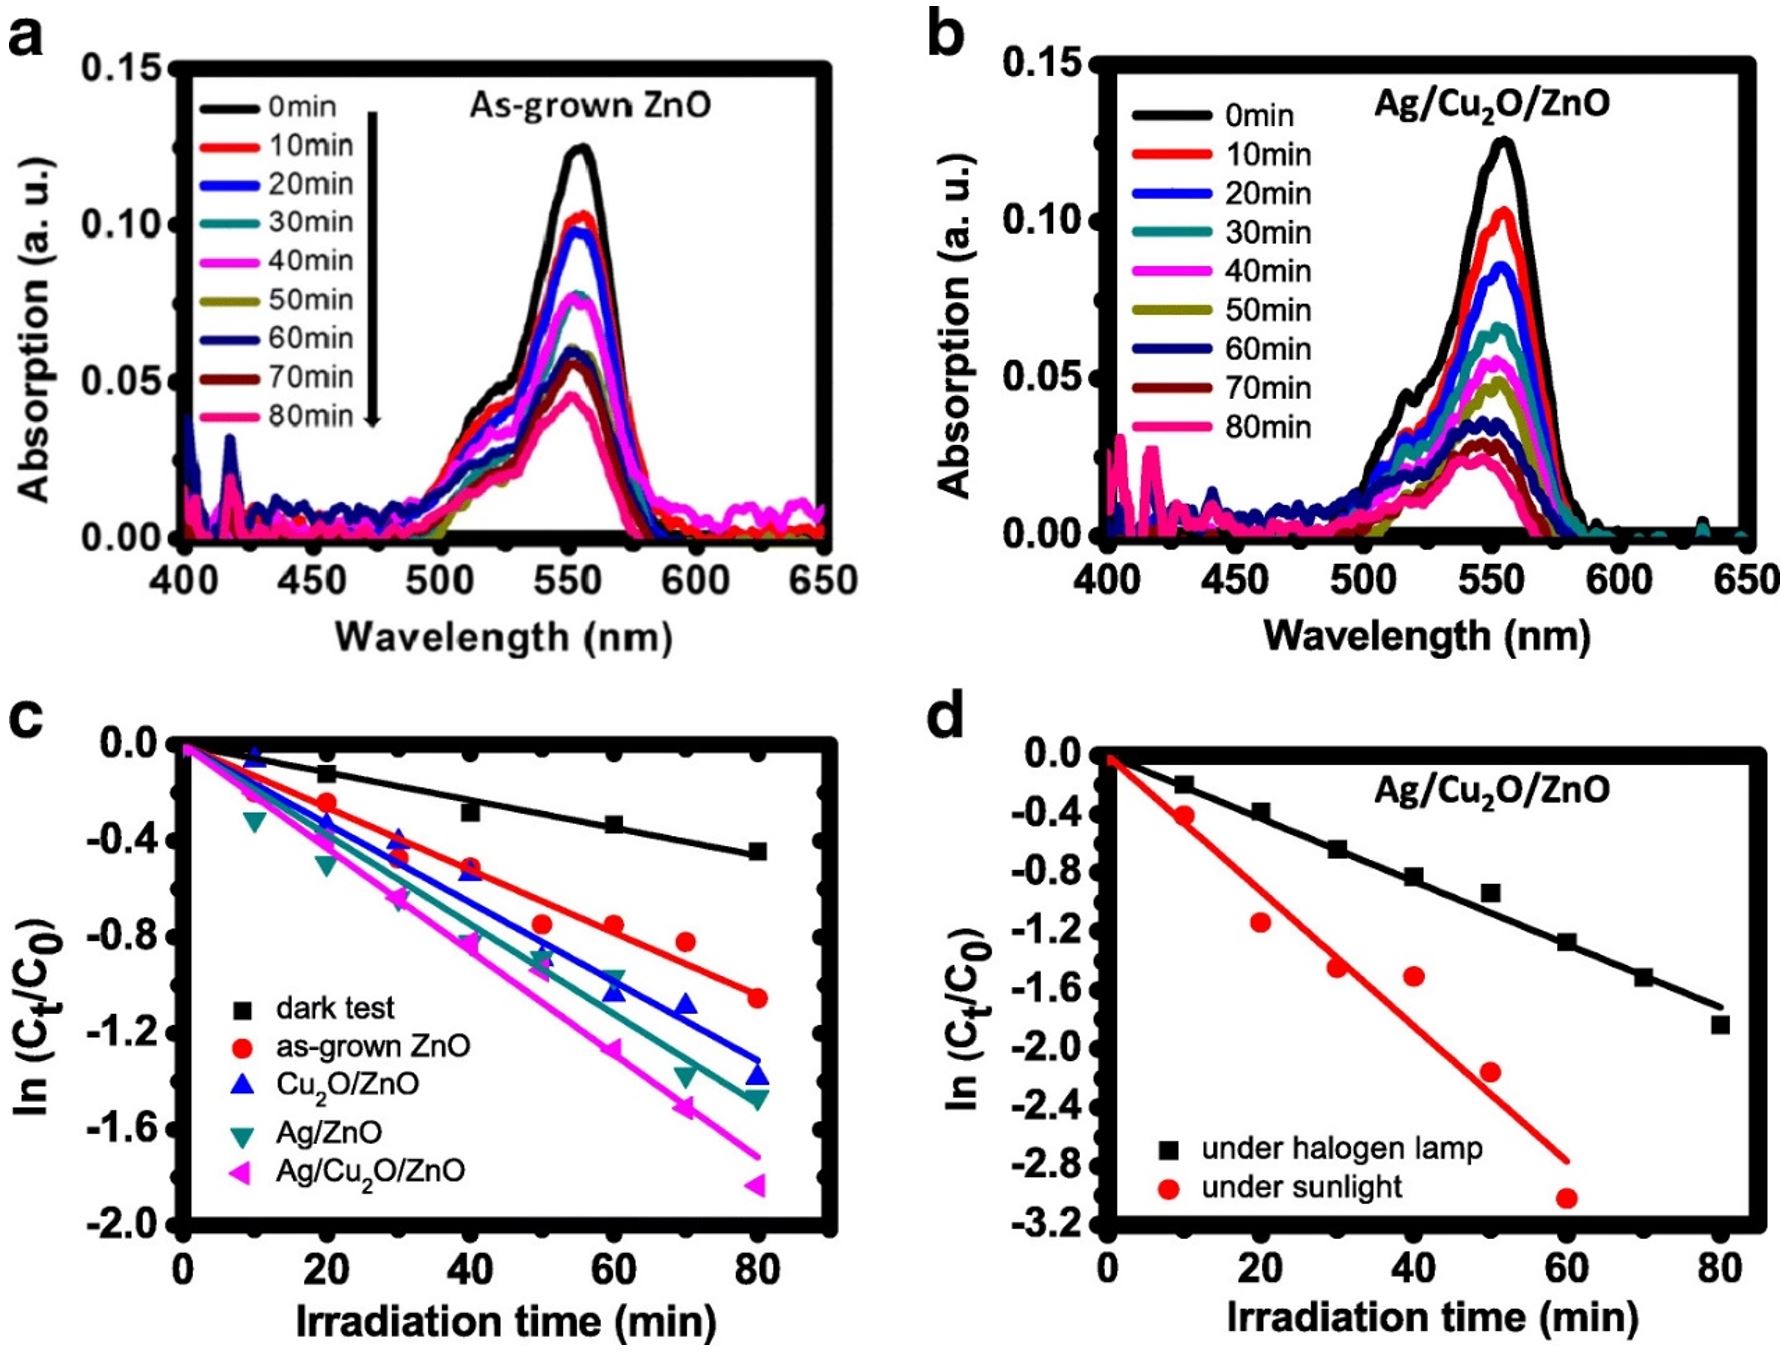 a
As-grown ZnO
0min
10min
20min
30min
40min
50min
60min
70min
80min
0.15
0.10
0.05
0.00
Absorption (a. u.)
400 450 500 550 600 650
Wavelength (nm)
b
Ag/Cu₂O/ZnO
0min
10min
20min
30min
40min
50min
60min
70min
80min
0.15
0.10
0.05
0.00
Absorption (a. u.)
400 450 500 550 600 650
Wavelength (nm)
c
0.0
-0.4
-0.8
-1.2
-1.6
-2.0
ln (Cₜ/C₀)
dark test
as-grown ZnO
Cu₂O/ZnO
Ag/ZnO
Ag/Cu₂O/ZnO
0 20 40 60 80
Irradiation time (min)
d
Ag/Cu₂O/ZnO
0.0
-0.4
-0.8
-1.2
-1.6
-2.0
-2.4
-2.8
-3.2
ln (Cₜ/C₀)
under halogen lamp
under sunlight
0 20 40 60 80
Irradiation time (min)